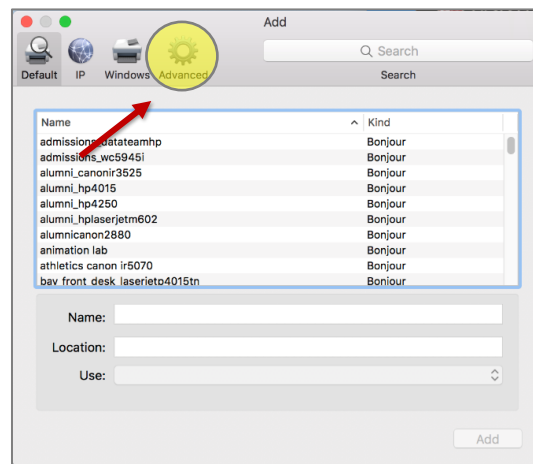 Add
Default IP Windows Advanced
Search
Search
Name Kind
admissions_datateamhp Bonjour
admissions_wc5945i Bonjour
alumni_canonir3525 Bonjour
alumni_hp4015 Bonjour
alumni_hp4250 Bonjour
alumni_hplaserjetm602 Bonjour
alumnicanon2880 Bonjour
animation lab Bonjour
athletics canon ir5070 Bonjour
bay front desk laserjetp4015tn Bonjour
Name:
Location:
Use:
Add